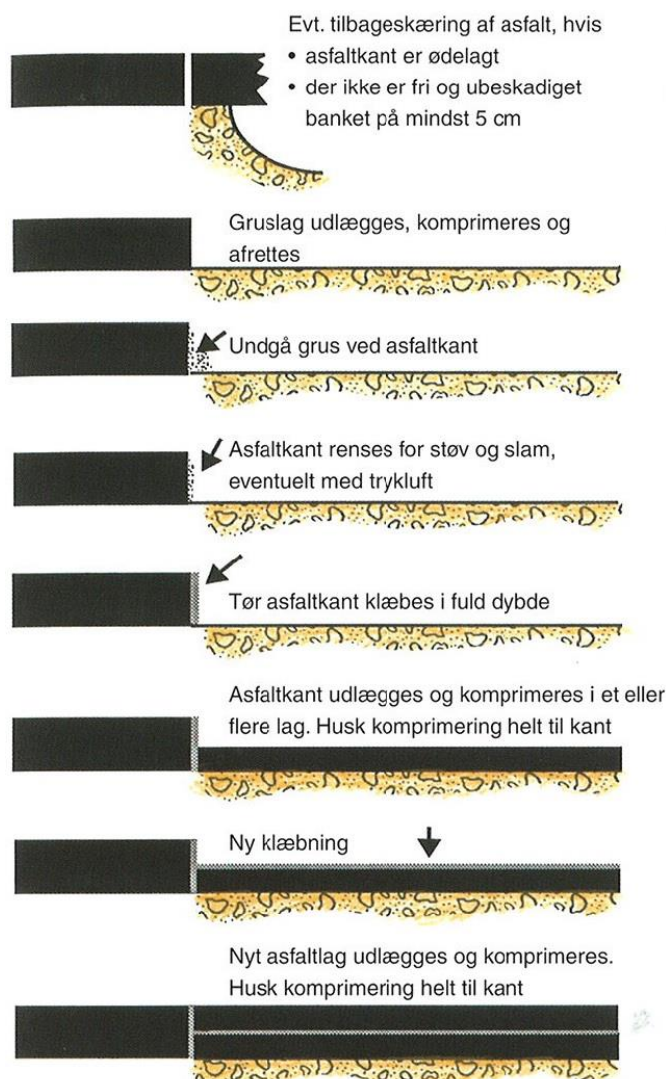 Evt. tilbageskæring af asfalt, hvis
• asfaltkant er ødelagt
• der ikke er fri og ubeskadiget
banket på mindst 5 cm
Gruslag udlægges, komprimeres og
afrettes
Undgå grus ved asfaltkant
Asfaltkant renses for støv og slam,
eventuelt med trykluft
Tør asfaltkant klæbes i fuld dybde
Asfaltkant udlægges og komprimeres i et eller
flere lag. Husk komprimering helt til kant
Ny klæbning
Nyt asfaltlag udlægges og komprimeres.
Husk komprimering helt til kant